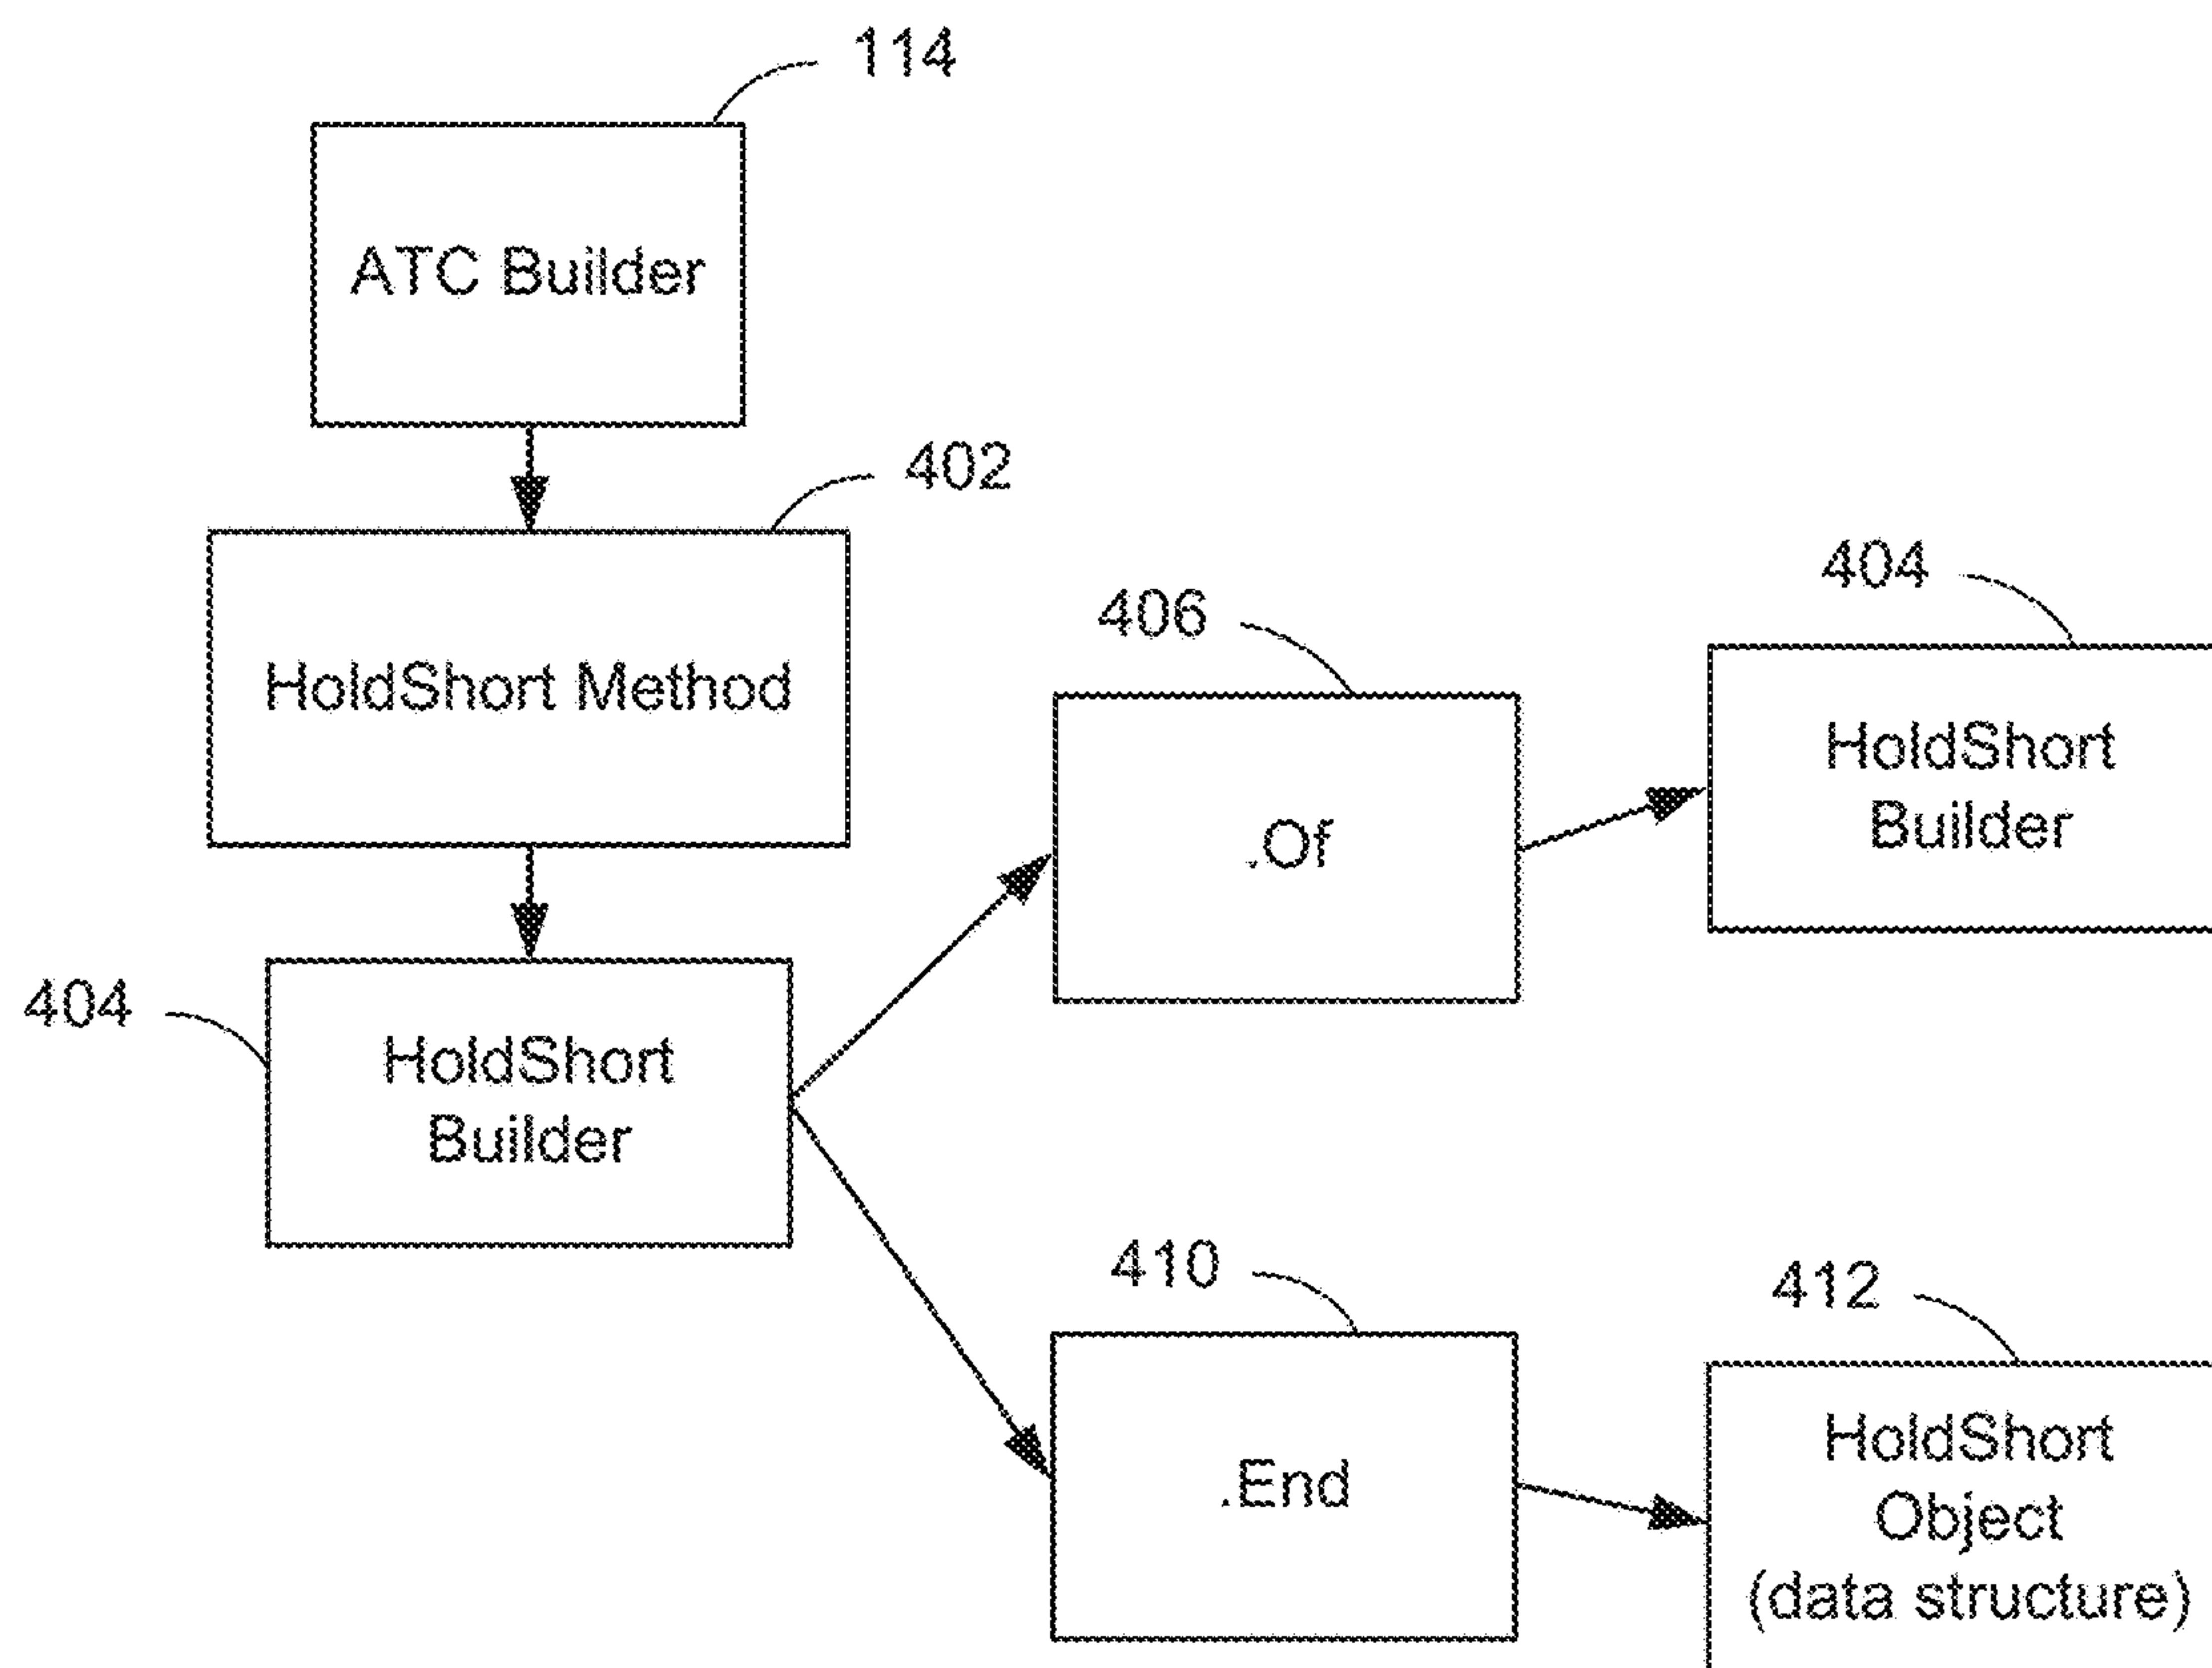 114
ATC Builder
402
HoldShort Method
404
HoldShort
Builder
406
.Of
404
HoldShort
Builder
410
.End
412
HoldShort
Object
(data structure)